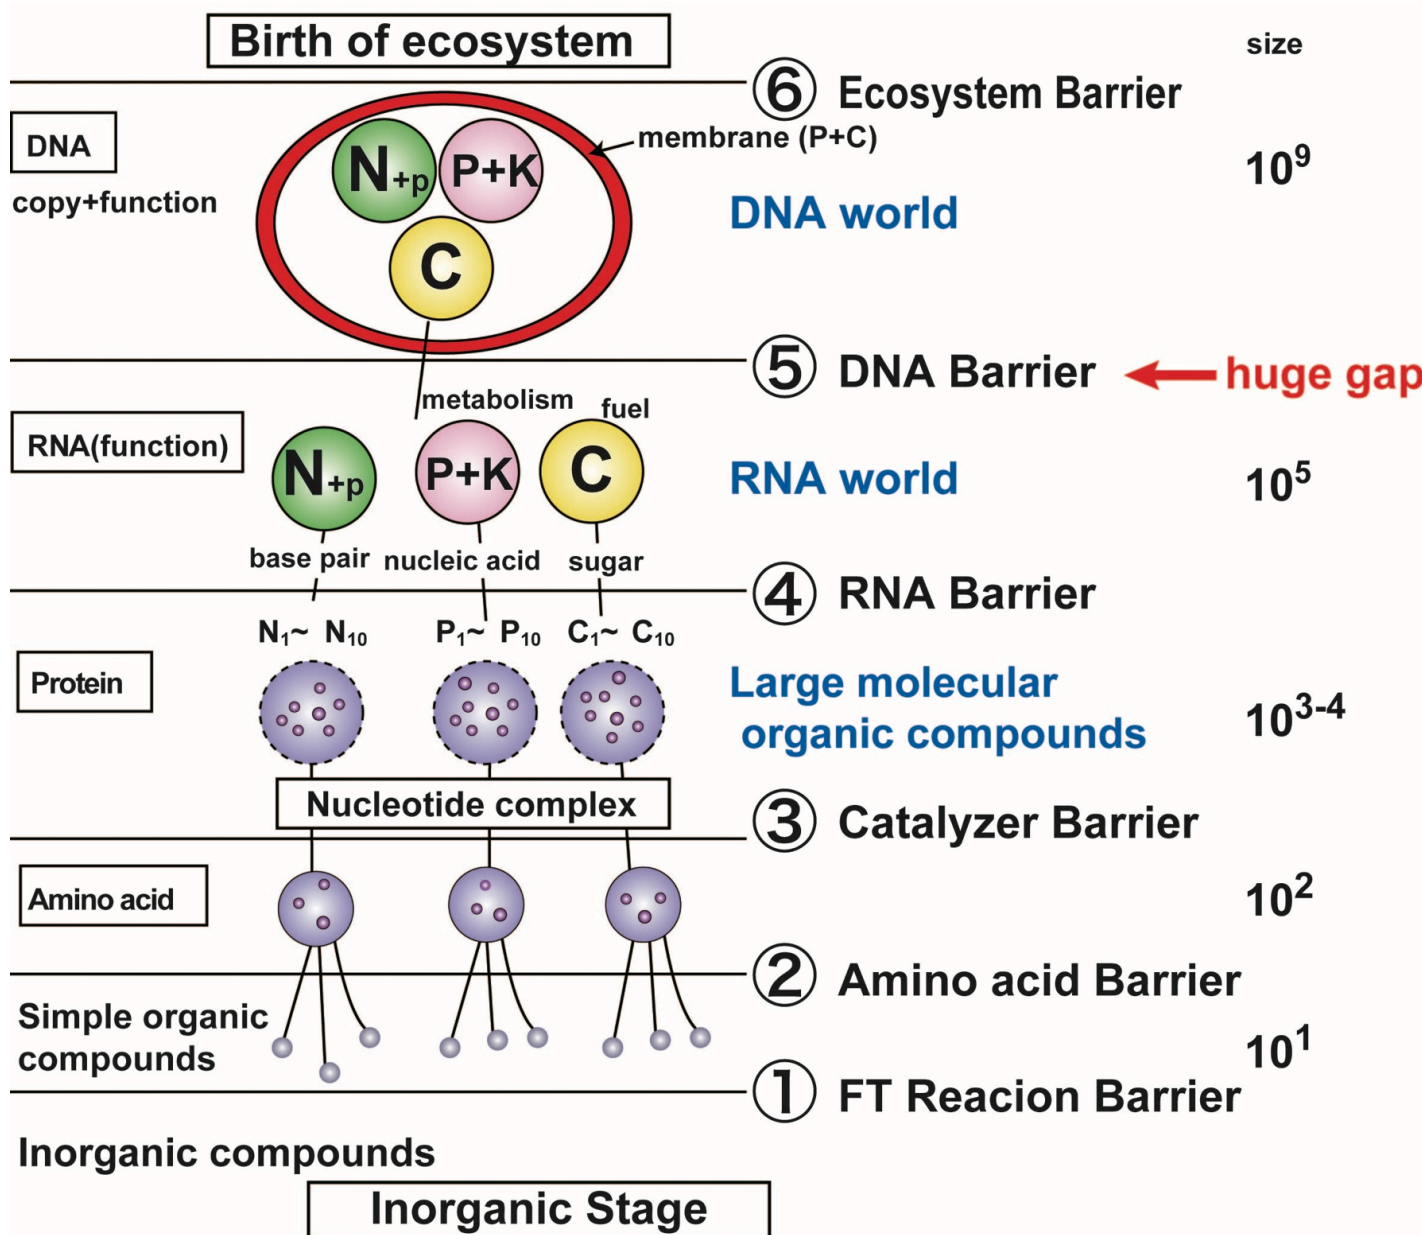 Birth of ecosystem
size
⑥ Ecosystem Barrier
DNA
membrane (P+C)
N+p
P+K
10⁹
copy+function
DNA world
C
⑤ DNA Barrier
huge gap
metabolism
fuel
RNA(function)
N+p
P+K
C
RNA world
10⁵
base pair
nucleic acid
sugar
④ RNA Barrier
N₁~ N₁₀
P₁~ P₁₀
C₁~ C₁₀
Protein
Large molecular
organic compounds
10³⁻⁴
Nucleotide complex
③ Catalyzer Barrier
Amino acid
10²
② Amino acid Barrier
Simple organic
compounds
10¹
① FT Reacion Barrier
Inorganic compounds
Inorganic Stage